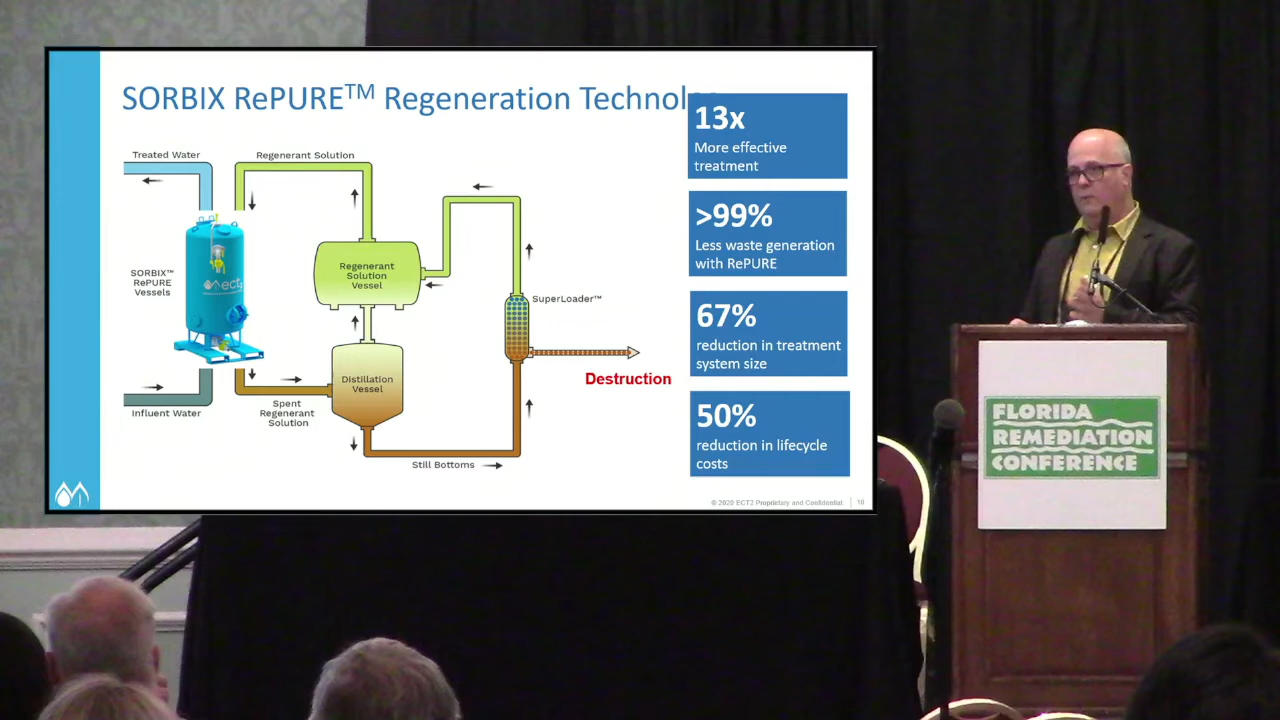 SORBIX RePURE™ Regeneration Technolo
13x
More effective
treatment
>99%
Less waste generation
with RePURE
67%
reduction in treatment
system size
50%
reduction in lifecycle
costs
Treated Water
Regenerant Solution
SORBIX™
RePURE
Vessels
ect2
Regenerant
Solution
Vessel
SuperLoader™
Distillation
Vessel
Destruction
Influent Water
Spent
Regenerant
Solution
Still Bottoms
© 2020 ECT2 Proprietary and Confidential
FLORIDA
REMEDIATION
CONFERENCE